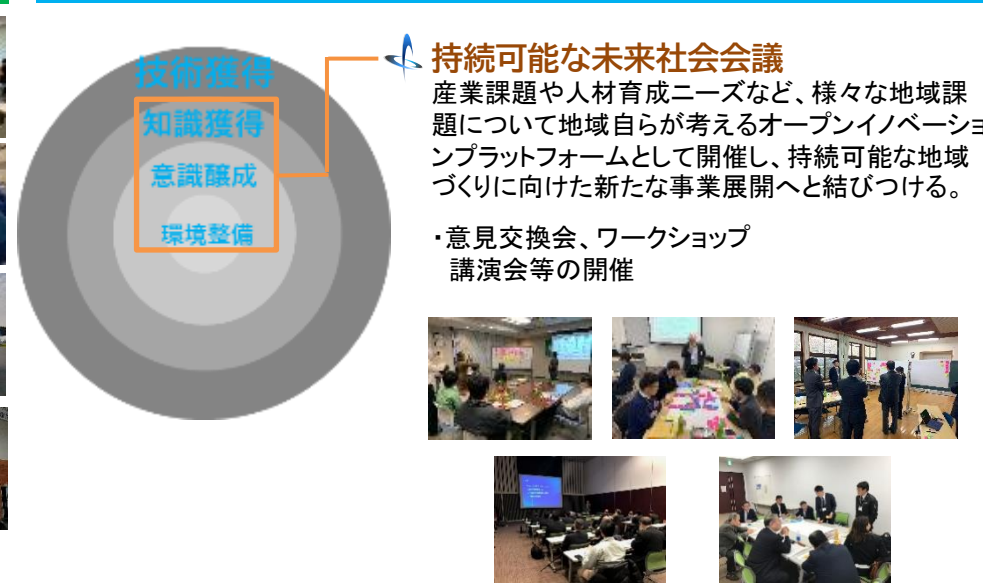 技術獲得
知識獲得
意識醸成
環境整備
持続可能な未来社会会議
産業課題や人材育成ニーズなど、様々な地域課
題について地域自らが考えるオープンイノベーショ
ンプラットフォームとして開催し、持続可能な地域
づくりに向けた新たな事業展開へと結びつける。
・意見交換会、ワークショップ
講演会等の開催